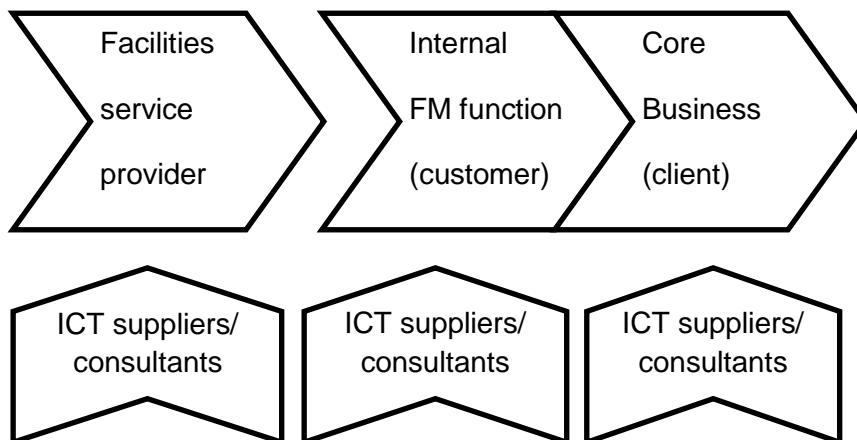 Facilities
service
provider
Internal
FM function
(customer)
Core
Business
(client)
ICT suppliers/
consultants
ICT suppliers/
consultants
ICT suppliers/
consultants